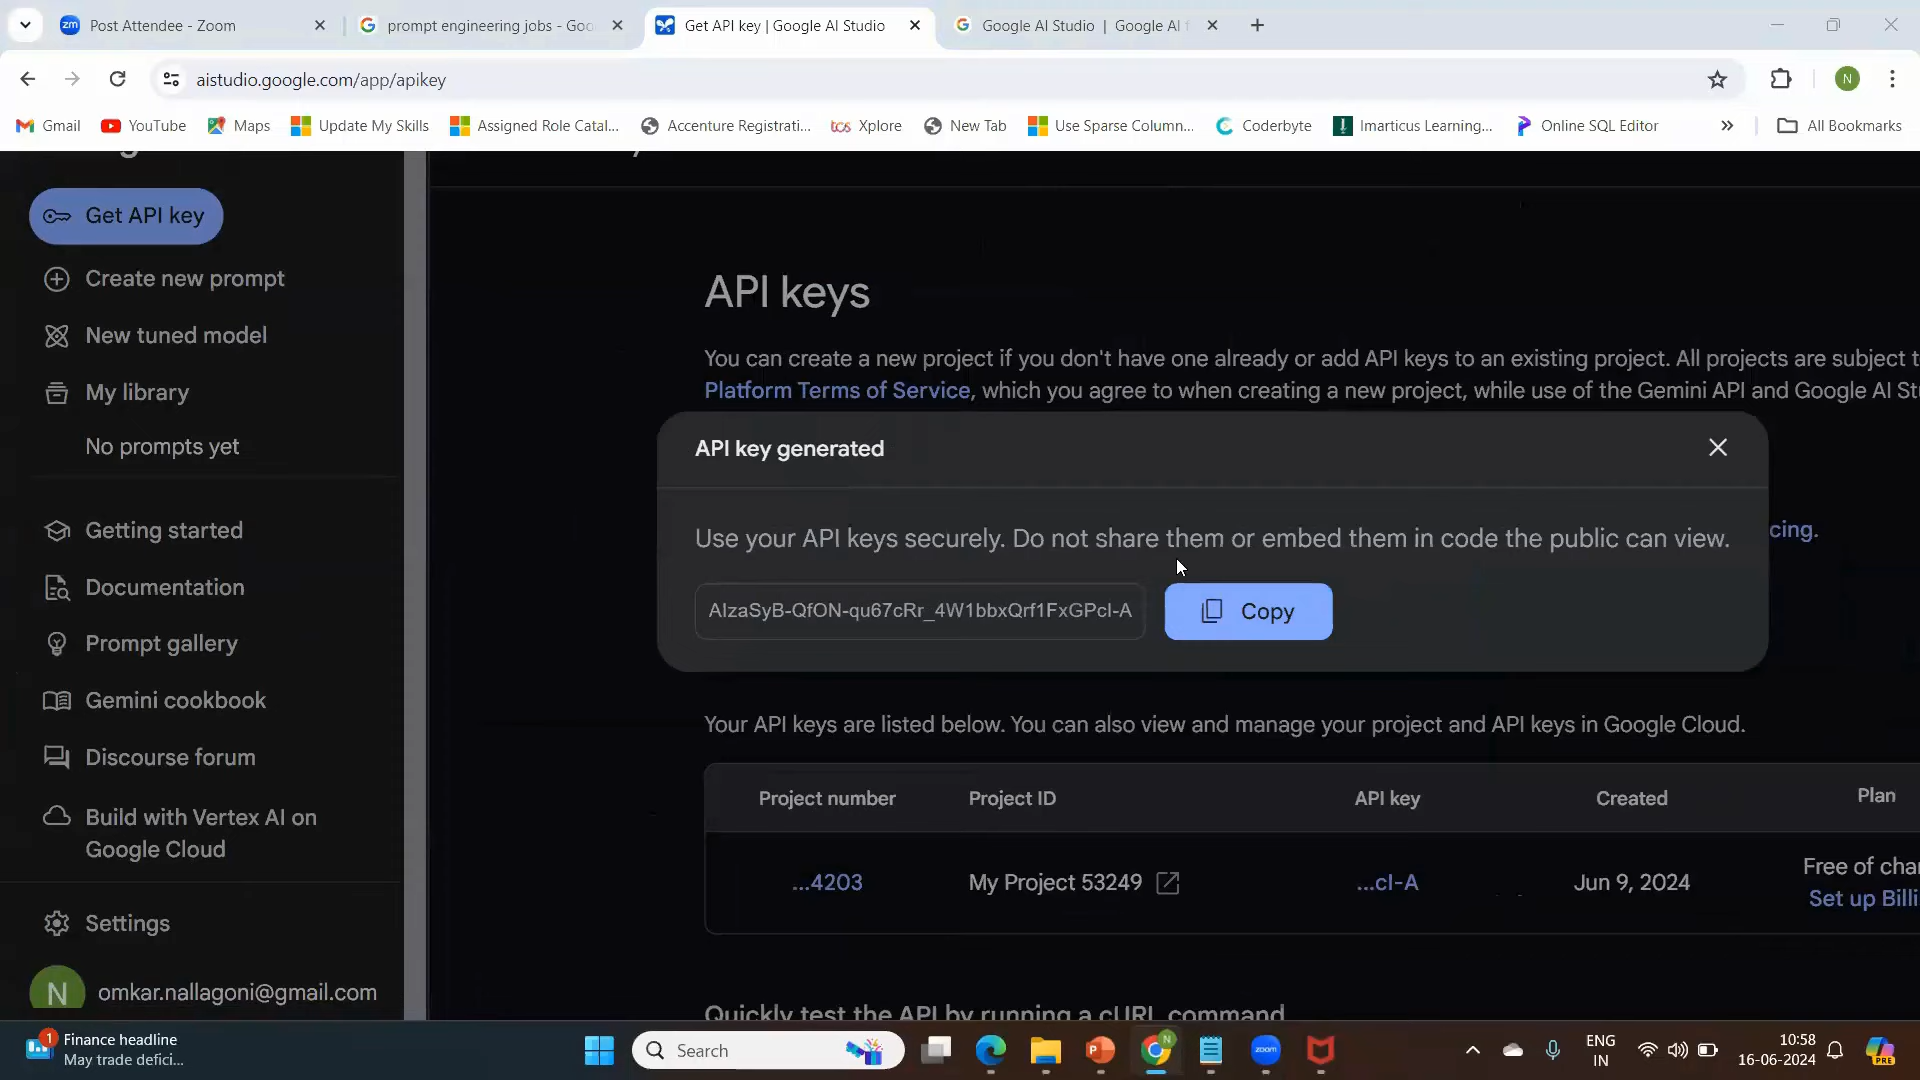 Post Attendee - Zoom
prompt engineering jobs - Goo
Get API key | Google AI Studio
Google AI Studio | Google AI f
aistudio.google.com/app/apikey
N
Gmail
YouTube
Maps
Update My Skills
Assigned Role Catal...
Accenture Registrati...
Xplore
New Tab
Use Sparse Column...
Coderbyte
Imarticus Learning...
Online SQL Editor
All Bookmarks
Get API key
Create new prompt
New tuned model
My library
No prompts yet
Getting started
Documentation
Prompt gallery
Gemini cookbook
Discourse forum
Build with Vertex AI on
Google Cloud
Settings
N omkar.nallagoni@gmail.com
API keys
You can create a new project if you don't have one already or add API keys to an existing project. All projects are subject t
Platform Terms of Service, which you agree to when creating a new project, while use of the Gemini API and Google AI St
API key generated
Use your API keys securely. Do not share them or embed them in code the public can view.
cing.
AIzaSyB-QfON-qu67cRr_4W1bbxQrf1FxGPcI-A
Copy
Your API keys are listed below. You can also view and manage your project and API keys in Google Cloud.
Project number Project ID API key Created Plan
...4203 My Project 53249 ...cI-A Jun 9, 2024 Free of char
Set up Billi
Quickly test the API by running a cURL command
1
Finance headline
May trade defici...
Search
ENG
IN
10:58
16-06-2024